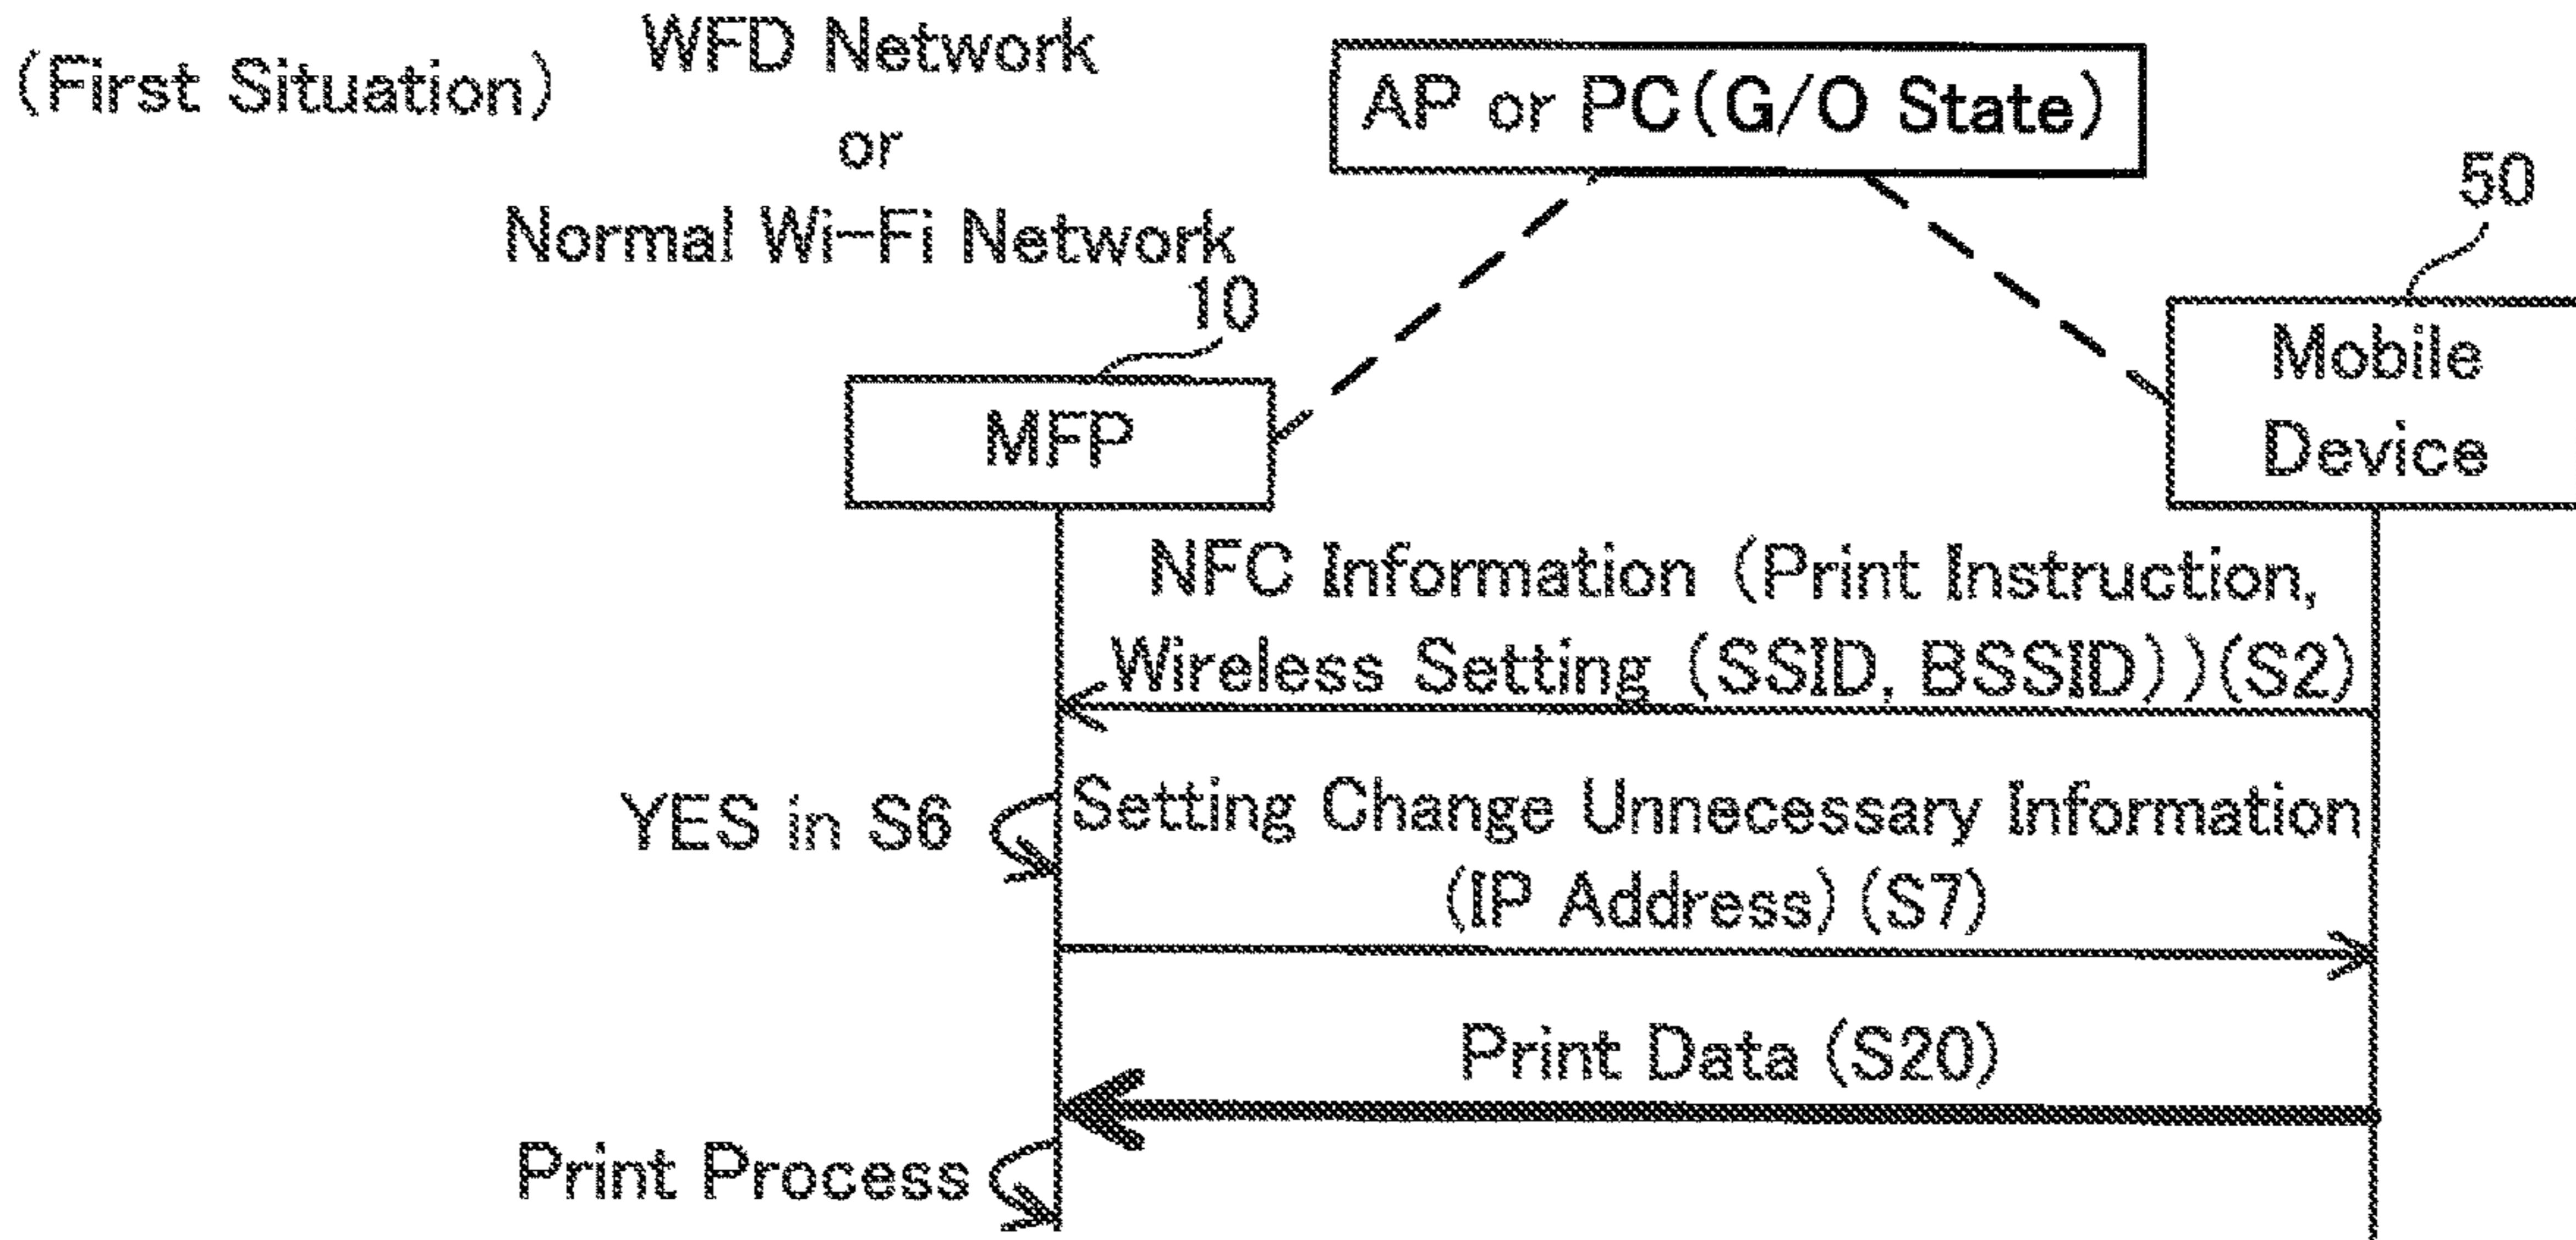 (First Situation)
WFD Network
or
Normal Wi-Fi Network
AP or PC(G/O State)
50
10
MFP
Mobile
Device
NFC Information (Print Instruction,
Wireless Setting (SSID, BSSID))(S2)
YES in S6
Setting Change Unnecessary Information
(IP Address) (S7)
Print Data (S20)
Print Process